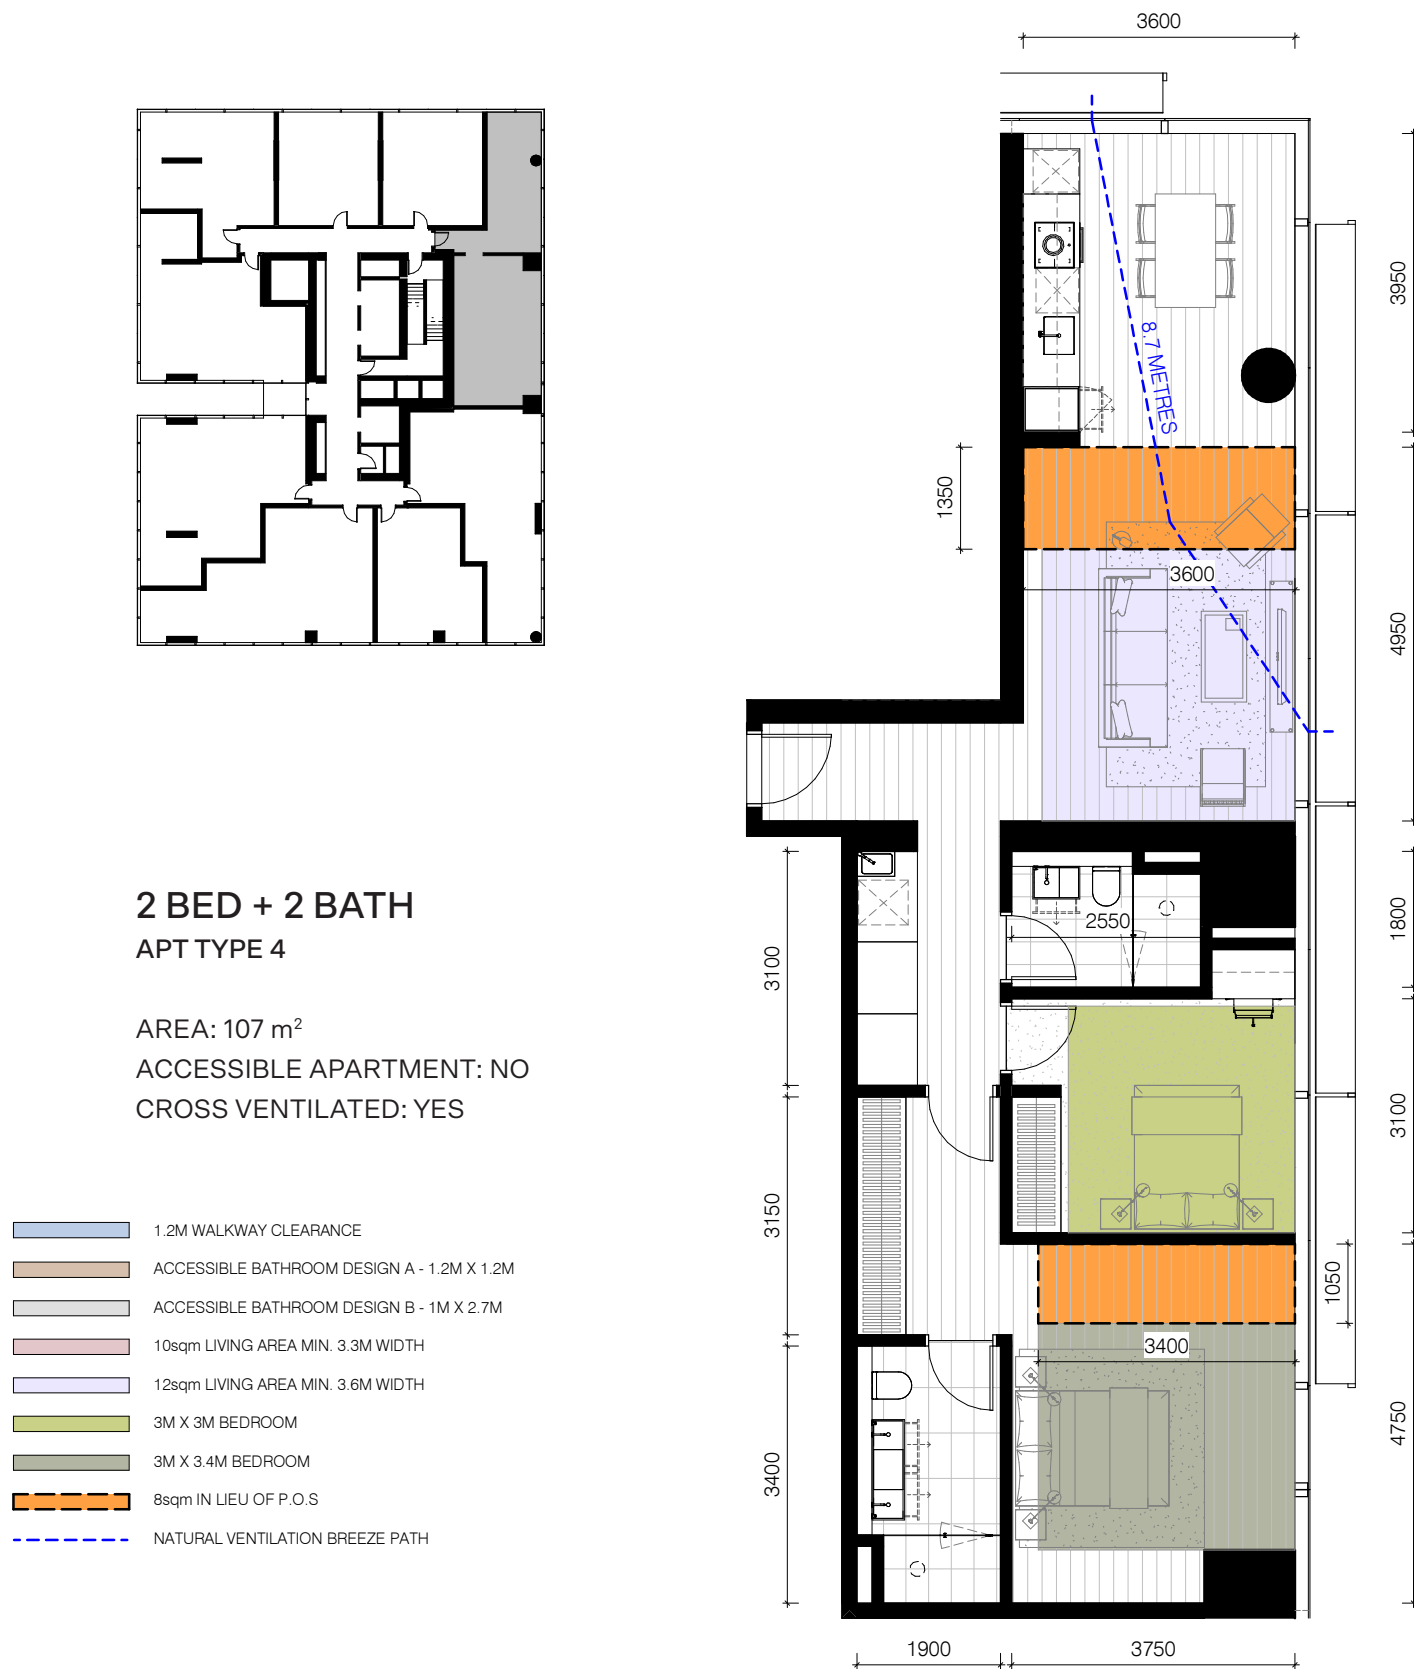 3600
3950
8.7 METRES
1350
3600
4950
2 BED + 2 BATH
APT TYPE 4
AREA: 107 m²
ACCESSIBLE APARTMENT: NO
CROSS VENTILATED: YES
2550
1800
3100
3100
3150
1050
3400
4750
3400
1900
3750
1.2M WALKWAY CLEARANCE
ACCESSIBLE BATHROOM DESIGN A - 1.2M X 1.2M
ACCESSIBLE BATHROOM DESIGN B - 1M X 2.7M
10sqm LIVING AREA MIN. 3.3M WIDTH
12sqm LIVING AREA MIN. 3.6M WIDTH
3M X 3M BEDROOM
3M X 3.4M BEDROOM
8sqm IN LIEU OF P.O.S
NATURAL VENTILATION BREEZE PATH